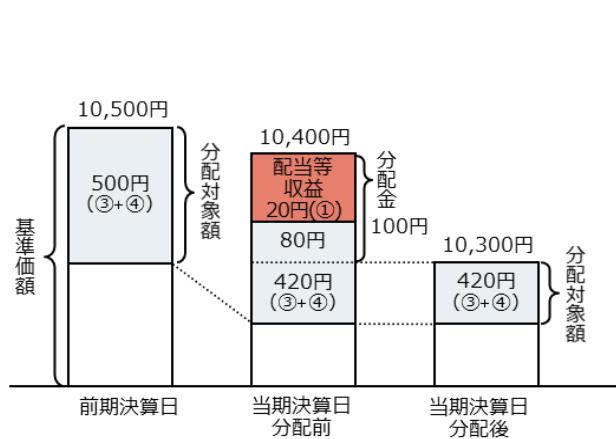 10,500円
500円
(③+④)
分配対象額
基準価額
前期決算日
10,400円
配当等
収益
20円(①)
80円
420円
(③+④)
分配金
100円
当期決算日
分配前
10,300円
420円
(③+④)
分配対象額
当期決算日
分配後